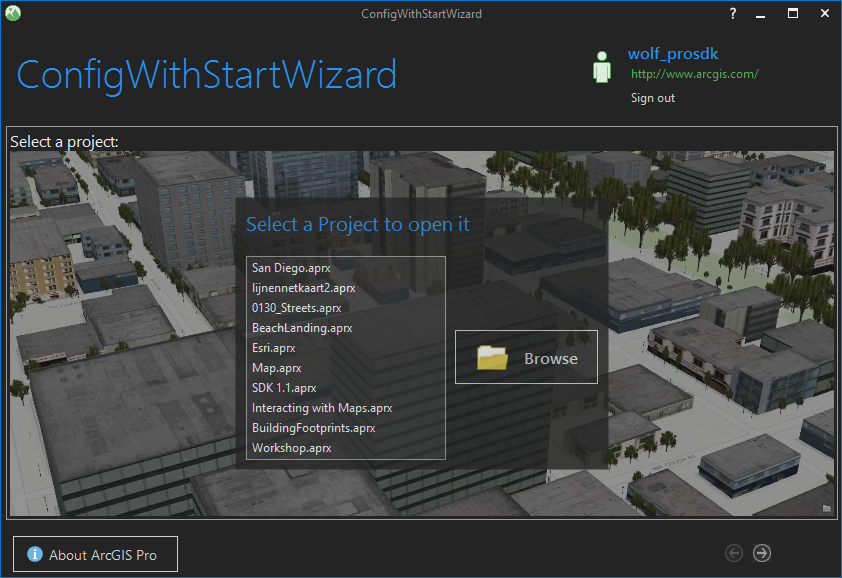 ConfigWithStartWizard
?
ConfigWithStartWizard
wolf_prosdk
http://www.arcgis.com/
Sign out
Select a project:
Select a Project to open it
San Diego.aprx
lijnennetkaart2.aprx
0130_Streets.aprx
BeachLanding.aprx
Esri.aprx
Map.aprx
SDK 1.1.aprx
Interacting with Maps.aprx
BuildingFootprints.aprx
Workshop.aprx
Browse
About ArcGIS Pro